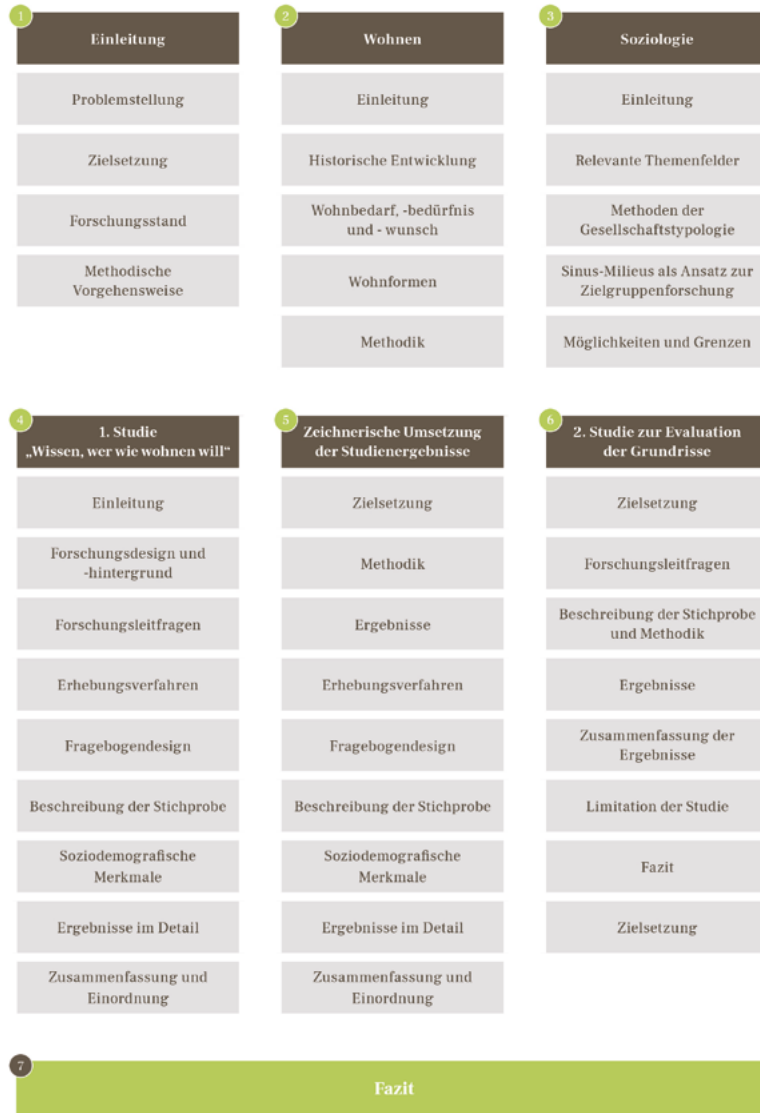 1
Einleitung
Problemstellung
Zielsetzung
Forschungsstand
Methodische
Vorgehensweise
2
Wohnen
Einleitung
Historische Entwicklung
Wohnbedarf, -bedürfnis
und - wunsch
Wohnformen
Methodik
3
Soziologie
Einleitung
Relevante Themenfelder
Methoden der
Gesellschaftstypologie
Sinus-Milieus als Ansatz zur
Zielgruppenforschung
Möglichkeiten und Grenzen
4
1. Studie
„Wissen, wer wie wohnen will“
Einleitung
Forschungsdesign und
-hintergrund
Forschungsleitfragen
Erhebungsverfahren
Fragebogendesign
Beschreibung der Stichprobe
Soziodemografische
Merkmale
Ergebnisse im Detail
Zusammenfassung und
Einordnung
5
Zeichnerische Umsetzung
der Studienergebnisse
Zielsetzung
Methodik
Ergebnisse
Erhebungsverfahren
Fragebogendesign
Beschreibung der Stichprobe
Soziodemografische
Merkmale
Ergebnisse im Detail
Zusammenfassung und
Einordnung
6
2. Studie zur Evaluation
der Grundrisse
Zielsetzung
Forschungsleitfragen
Beschreibung der Stichprobe
und Methodik
Ergebnisse
Zusammenfassung der
Ergebnisse
Limitation der Studie
Fazit
Zielsetzung
7
Fazit